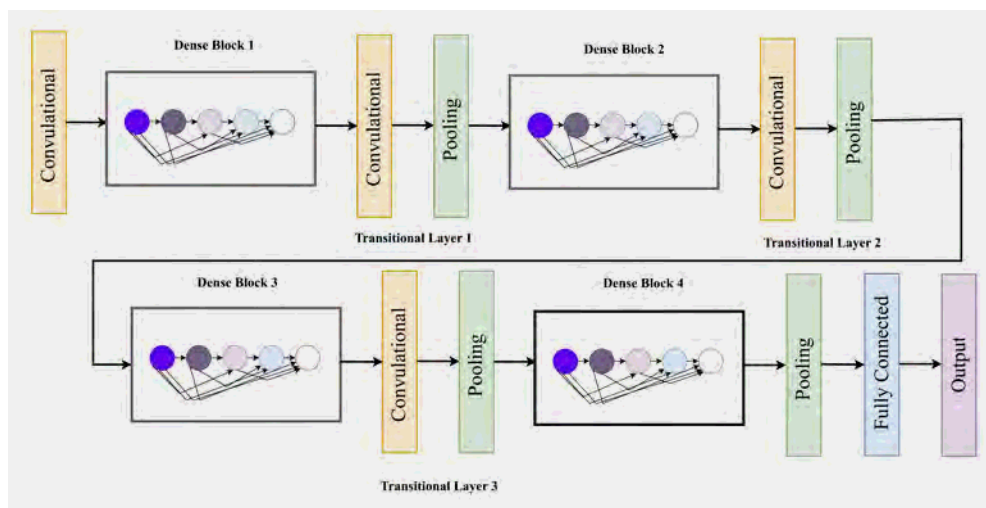 Convulational
Dense Block 1
Convulational
Pooling
Transitional Layer 1
Dense Block 2
Convulational
Pooling
Transitional Layer 2
Dense Block 3
Convulational
Pooling
Transitional Layer 3
Dense Block 4
Pooling
Fully Connected
Output